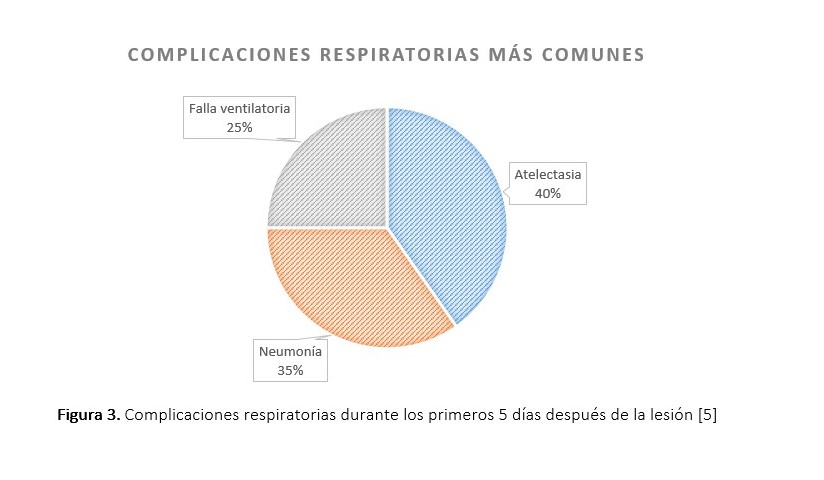 COMPLICACIONES RESPIRATORIAS MÁS COMUNES
Falla ventilatoria
25%
Atelectasia
40%
Neumonía
35%
Figura 3. Complicaciones respiratorias durante los primeros 5 días después de la lesión [5]